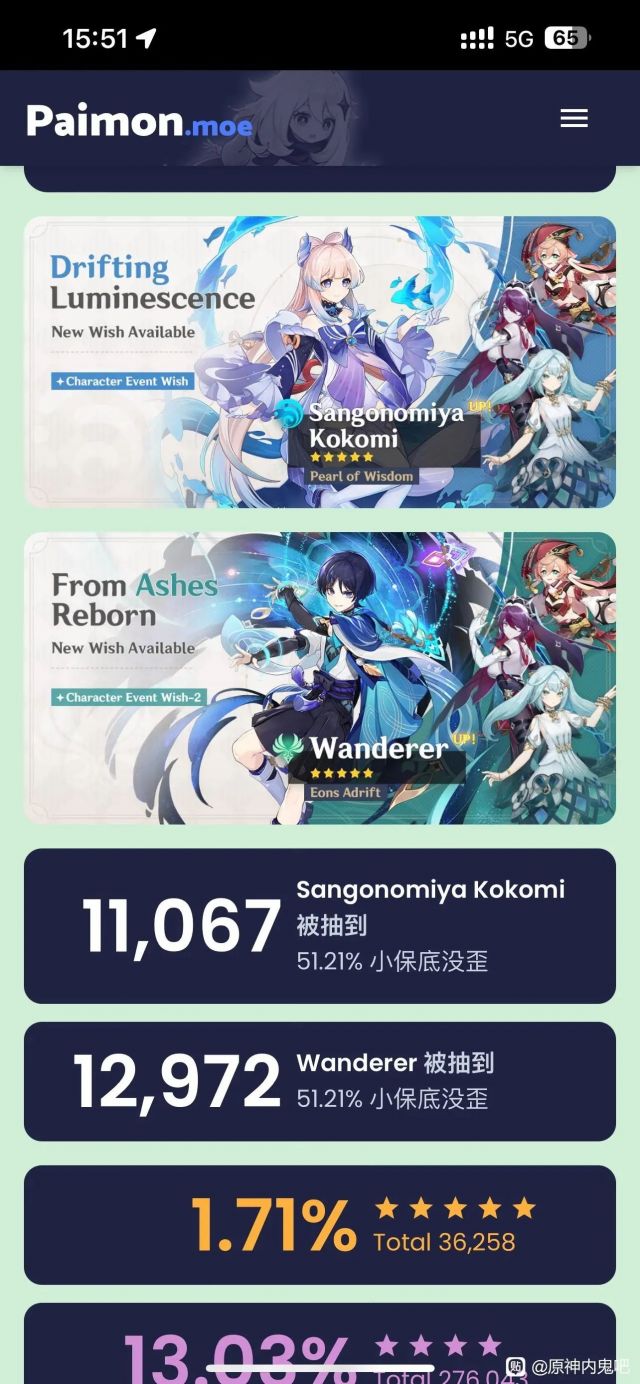 15:51
5G
65
Paimon.moe
Drifting
Luminescence
New Wish Available
Character Event Wish
Sangonomiya
UP!
Kokomi
Pearl of Wisdom
From Ashes
Reborn
New Wish Available
Character Event Wish-2
Wanderer
UP!
Eons Adrift
11,067
Sangonomiya Kokomi
被抽到
51.21% 小保底没歪
12,972
Wanderer 被抽到
51.21% 小保底没歪
1.71%
Total 36,258
13.03%
Total 276,043
贴 @原神内鬼吧